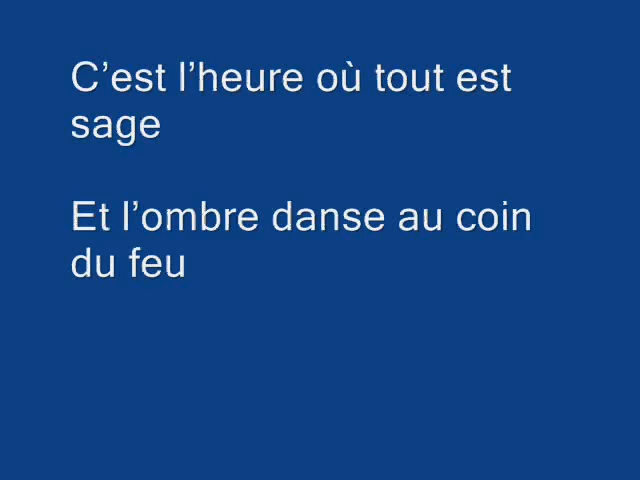 C’est l’heure où tout est
sage
Et l’ombre danse au coin
du feu